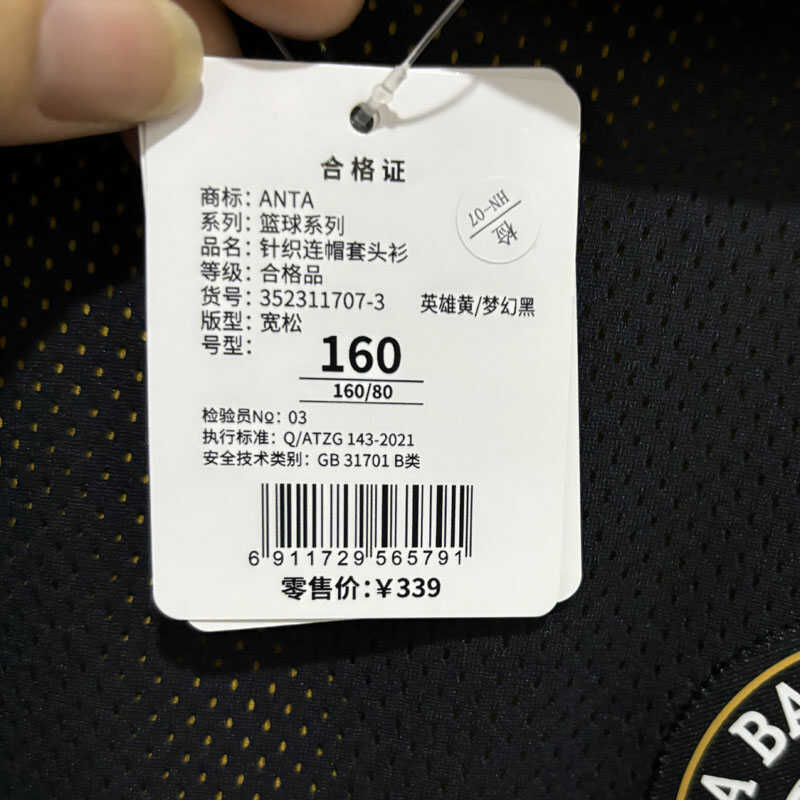 合格证
商标: ANTA
系列: 篮球系列
品名: 针织连帽套头衫
等级: 合格品
货号: 352311707-3 英雄黄/梦幻黑
版型: 宽松
号型: 160
160/80
检验员№: 03
执行标准: Q/ATZG 143-2021
安全技术类别: GB 31701 B类
6 911729 565791
零售价:￥339
检
HN-07
A BA